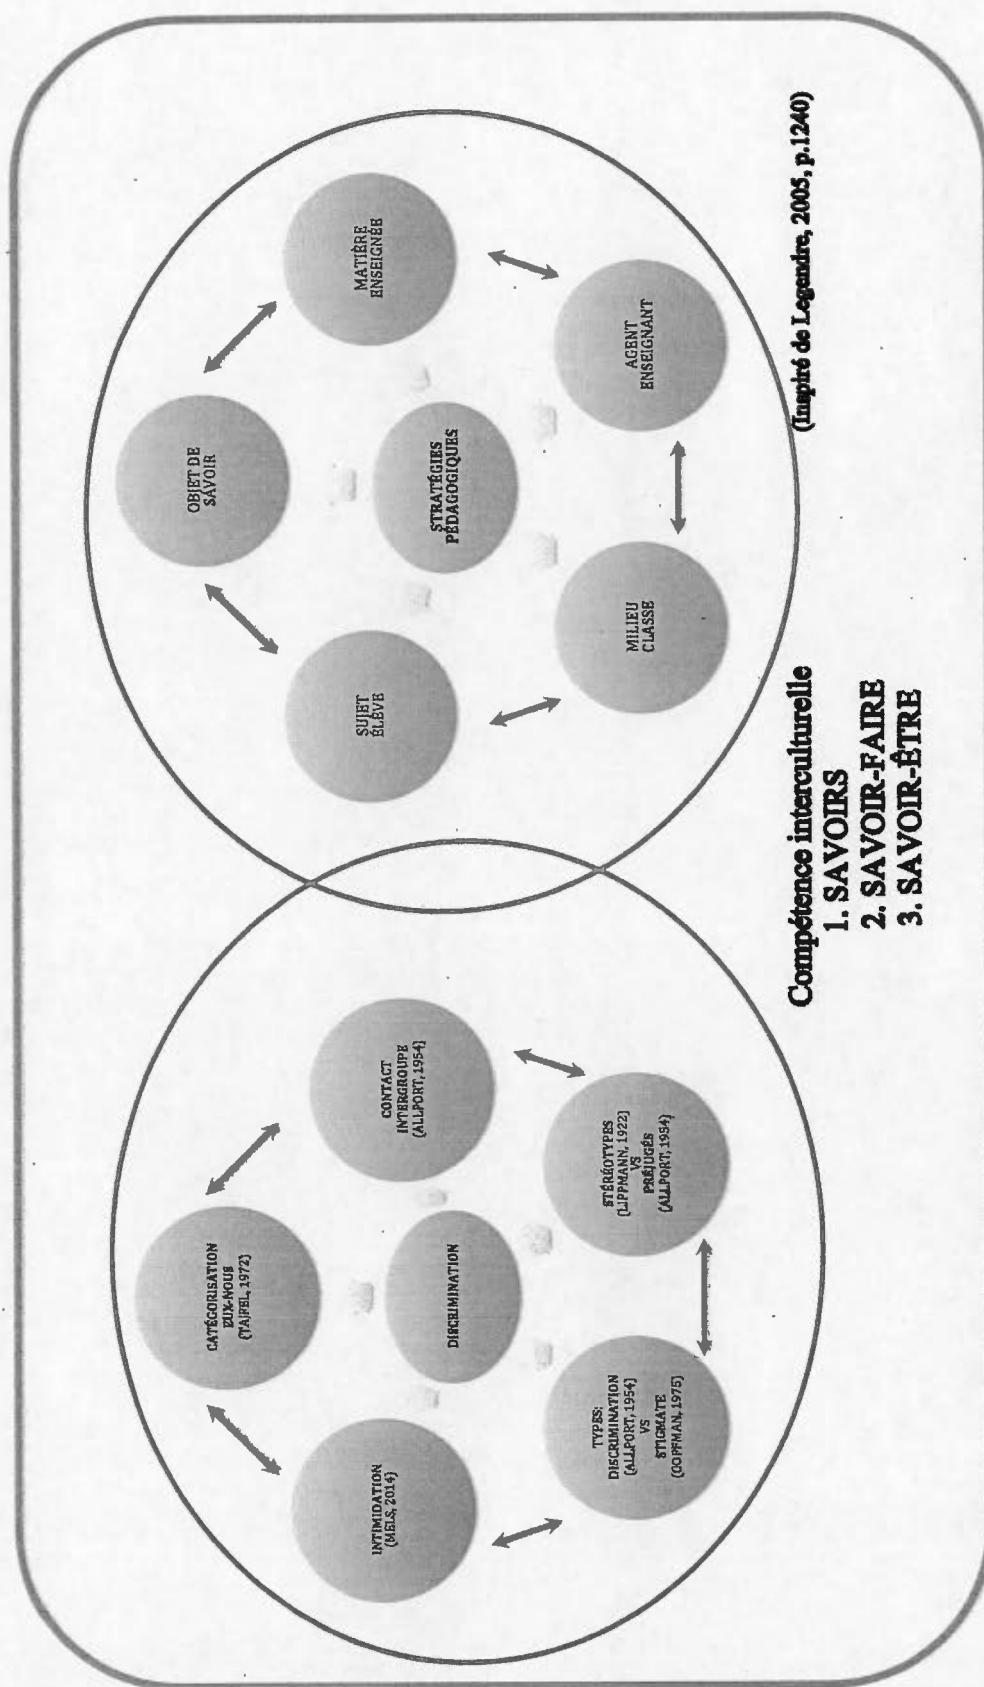 CATÉGORISATION
EUX-NOUS
(TAJFEL, 1972)
INTIMIDATION
(MELS, 2014)
CONTACT
INTERGROUPE
(ALLPORT, 1954)
DISCRIMINATION
TYPES:
DISCRIMINATION
(ALLPORT, 1954)
VS
STIGMATE
(GOFFMAN, 1975)
STÉRÉOTYPES
(LIPPMANN, 1922)
VS
PRÉJUGÉS
(ALLPORT, 1954)
OBJET DE
SAVOIR
SUJET
ÉLÈVE
MATIÈRE
ENSEIGNÉE
STRATÉGIES
PÉDAGOGIQUES
MILIEU
CLASSE
AGENT
ENSEIGNANT
(Inspiré de Legendre, 2005, p.1240)
Compétence interculturelle
1. SAVOIRS
2. SAVOIR-FAIRE
3. SAVOIR-ÊTRE